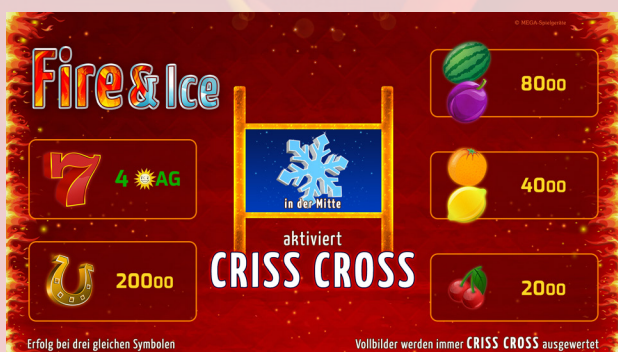 © MEGA-Spielgeräte
Fire & Ice
8000
7 4 AG
in der Mitte
4000
aktiviert
CRISS CROSS
20000
2000
Erfolg bei drei gleichen Symbolen
Vollbilder werden immer CRISS CROSS ausgewertet